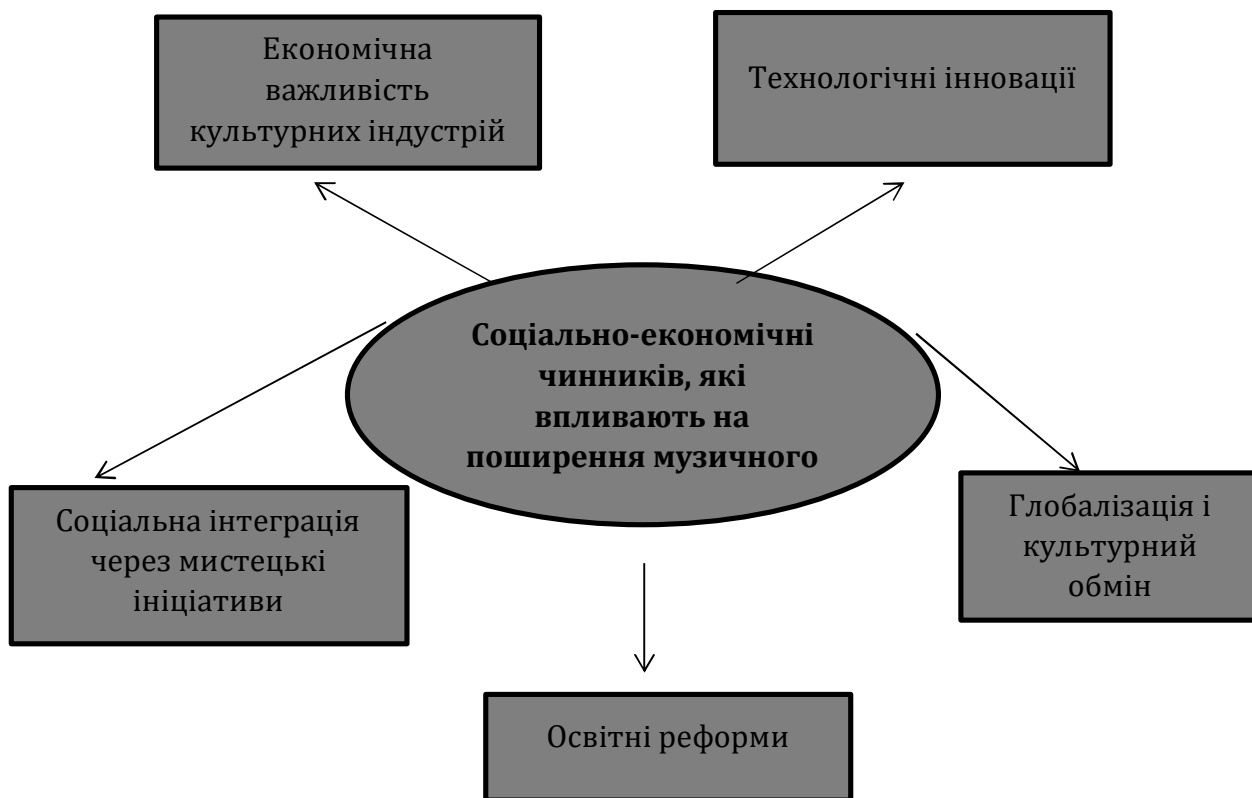 Економічна
важливість
культурних індустрій
Технологічні інновації
Соціально-економічні
чинників, які
впливають на
поширення музичного
Соціальна інтеграція
через мистецькі
ініціативи
Глобалізація і
культурний
обмін
Освітні реформи